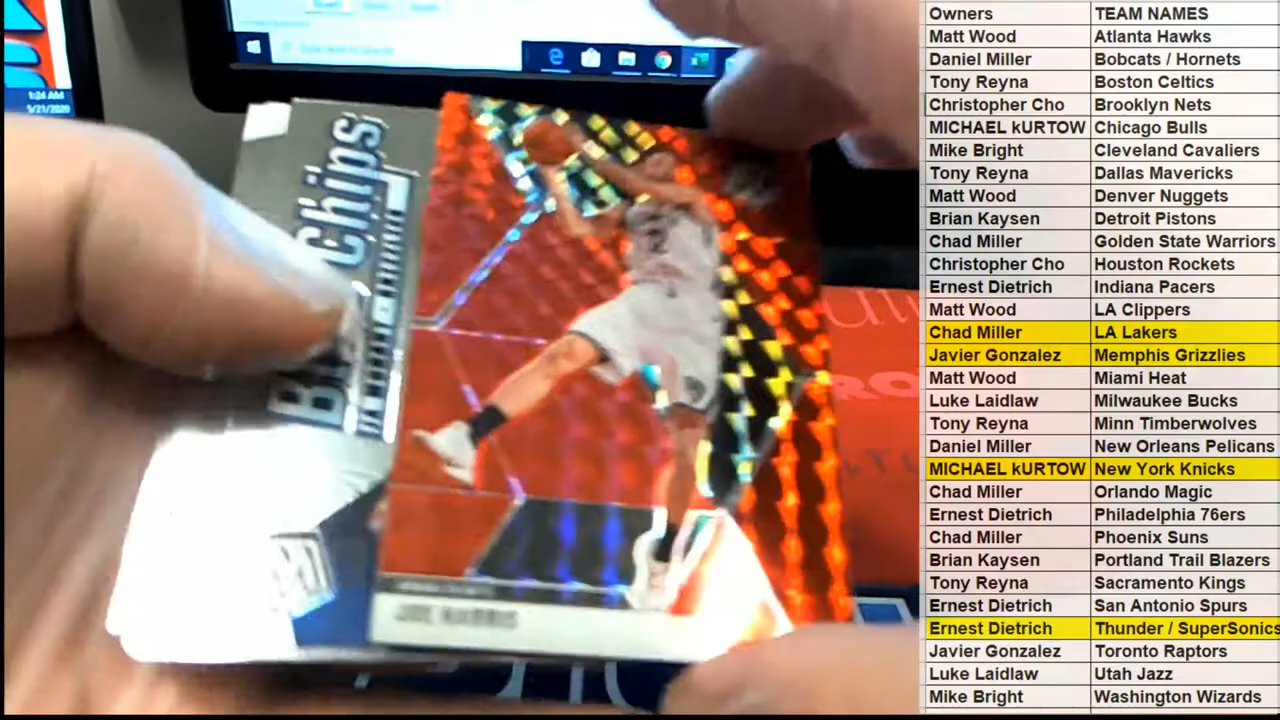 1:24 AM
5/21/2020
Chips
JOE HARRIS
Owners TEAM NAMES
Matt Wood Atlanta Hawks
Daniel Miller Bobcats / Hornets
Tony Reyna Boston Celtics
Christopher Cho Brooklyn Nets
MICHAEL kURTOW Chicago Bulls
Mike Bright Cleveland Cavaliers
Tony Reyna Dallas Mavericks
Matt Wood Denver Nuggets
Brian Kaysen Detroit Pistons
Chad Miller Golden State Warriors
Christopher Cho Houston Rockets
Ernest Dietrich Indiana Pacers
Matt Wood LA Clippers
Chad Miller LA Lakers
Javier Gonzalez Memphis Grizzlies
Matt Wood Miami Heat
Luke Laidlaw Milwaukee Bucks
Tony Reyna Minn Timberwolves
Daniel Miller New Orleans Pelicans
MICHAEL kURTOW New York Knicks
Chad Miller Orlando Magic
Ernest Dietrich Philadelphia 76ers
Chad Miller Phoenix Suns
Brian Kaysen Portland Trail Blazers
Tony Reyna Sacramento Kings
Ernest Dietrich San Antonio Spurs
Ernest Dietrich Thunder / SuperSonics
Javier Gonzalez Toronto Raptors
Luke Laidlaw Utah Jazz
Mike Bright Washington Wizards